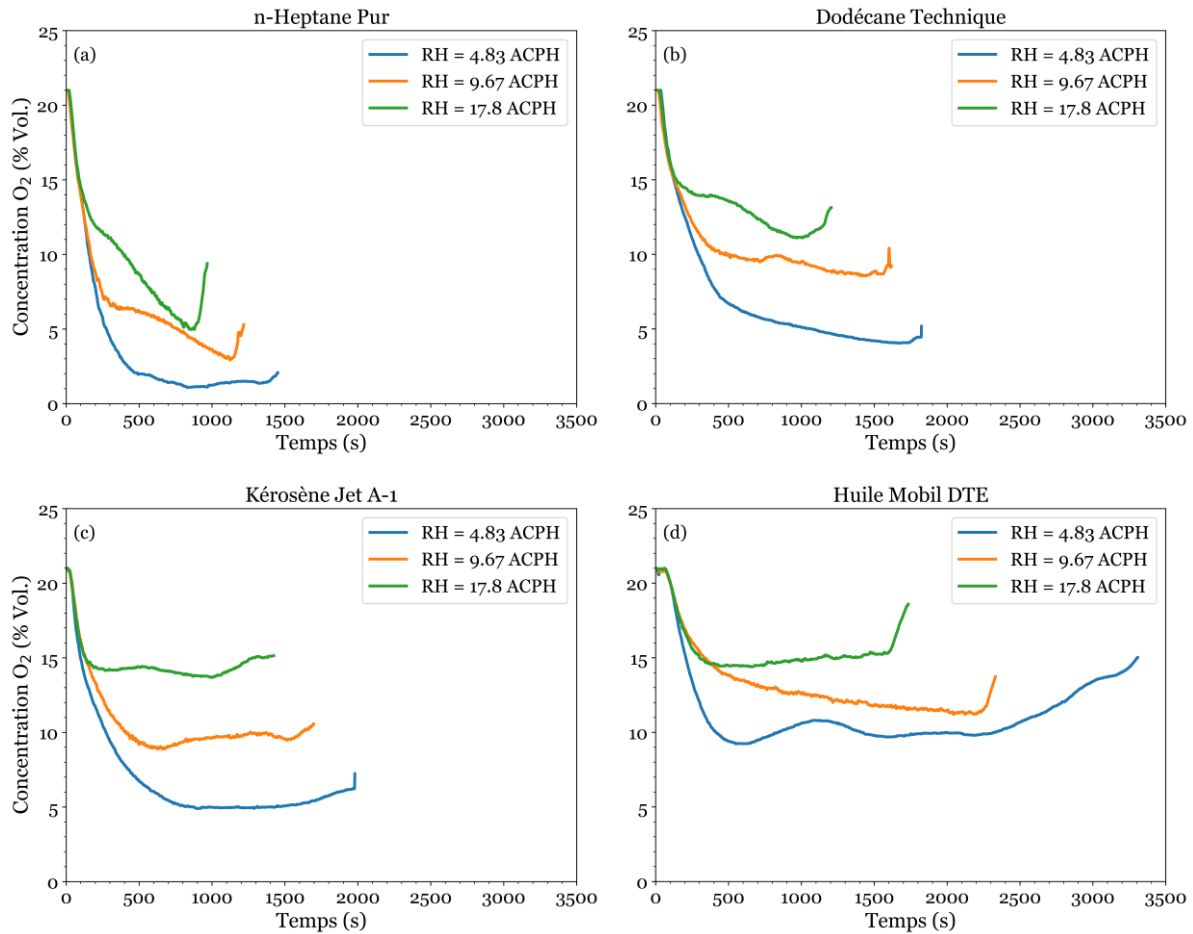 n-Heptane Pur
(a)
RH = 4.83 ACPH
RH = 9.67 ACPH
RH = 17.8 ACPH
25
20
15
10
5
0
Concentration O₂ (% Vol.)
0 500 1000 1500 2000 2500 3000 3500
Temps (s)
Dodécane Technique
(b)
RH = 4.83 ACPH
RH = 9.67 ACPH
RH = 17.8 ACPH
25
20
15
10
5
0
0 500 1000 1500 2000 2500 3000 3500
Temps (s)
Kérosène Jet A-1
(c)
RH = 4.83 ACPH
RH = 9.67 ACPH
RH = 17.8 ACPH
25
20
15
10
5
0
Concentration O₂ (% Vol.)
0 500 1000 1500 2000 2500 3000 3500
Temps (s)
Huile Mobil DTE
(d)
RH = 4.83 ACPH
RH = 9.67 ACPH
RH = 17.8 ACPH
25
20
15
10
5
0
0 500 1000 1500 2000 2500 3000 3500
Temps (s)